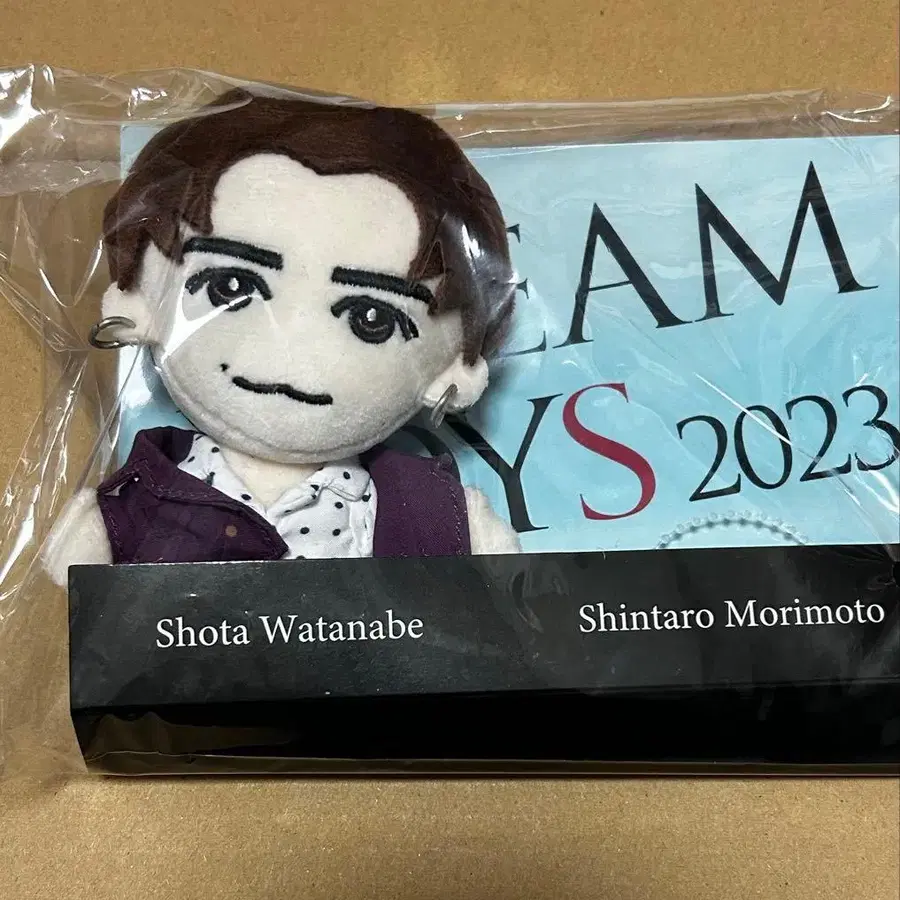 EAM
YS 2023
Shota Watanabe
Shintaro Morimoto